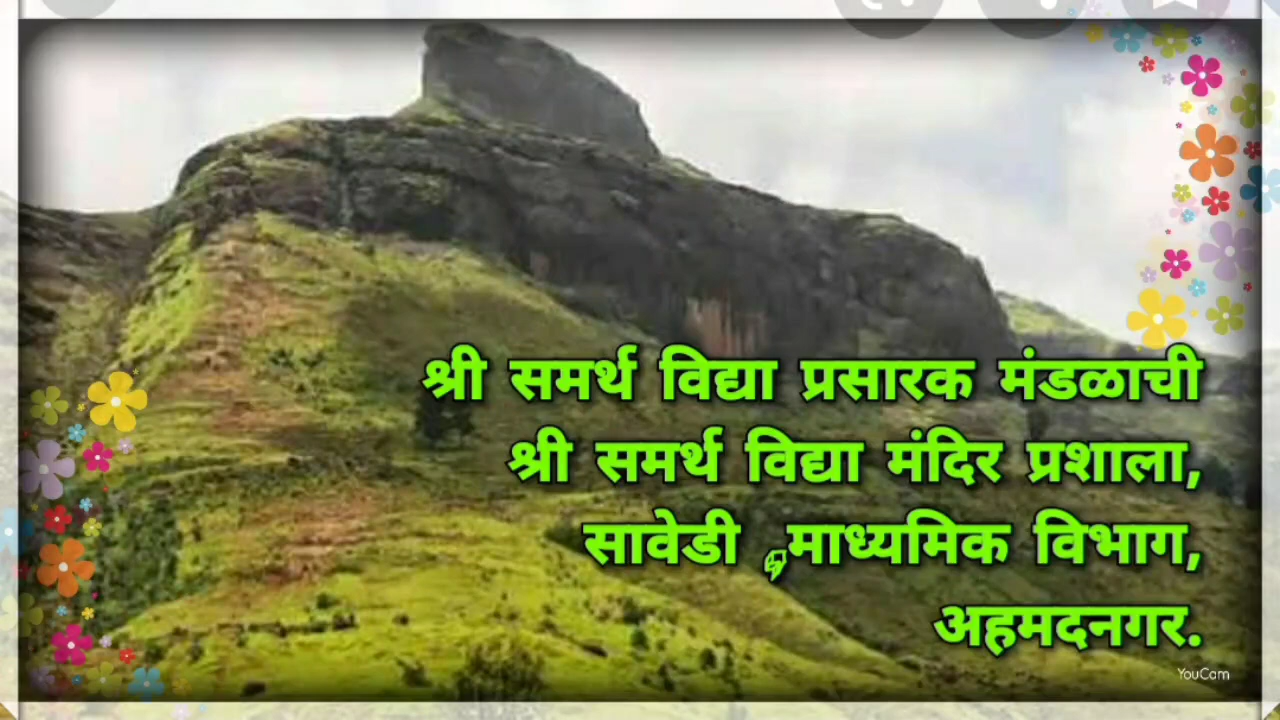 श्री समर्थ विद्या प्रसारक मंडळाची
श्री समर्थ विद्या मंदिर प्रशाला,
सावेडी ,माध्यमिक विभाग,
अहमदनगर.
YouCam